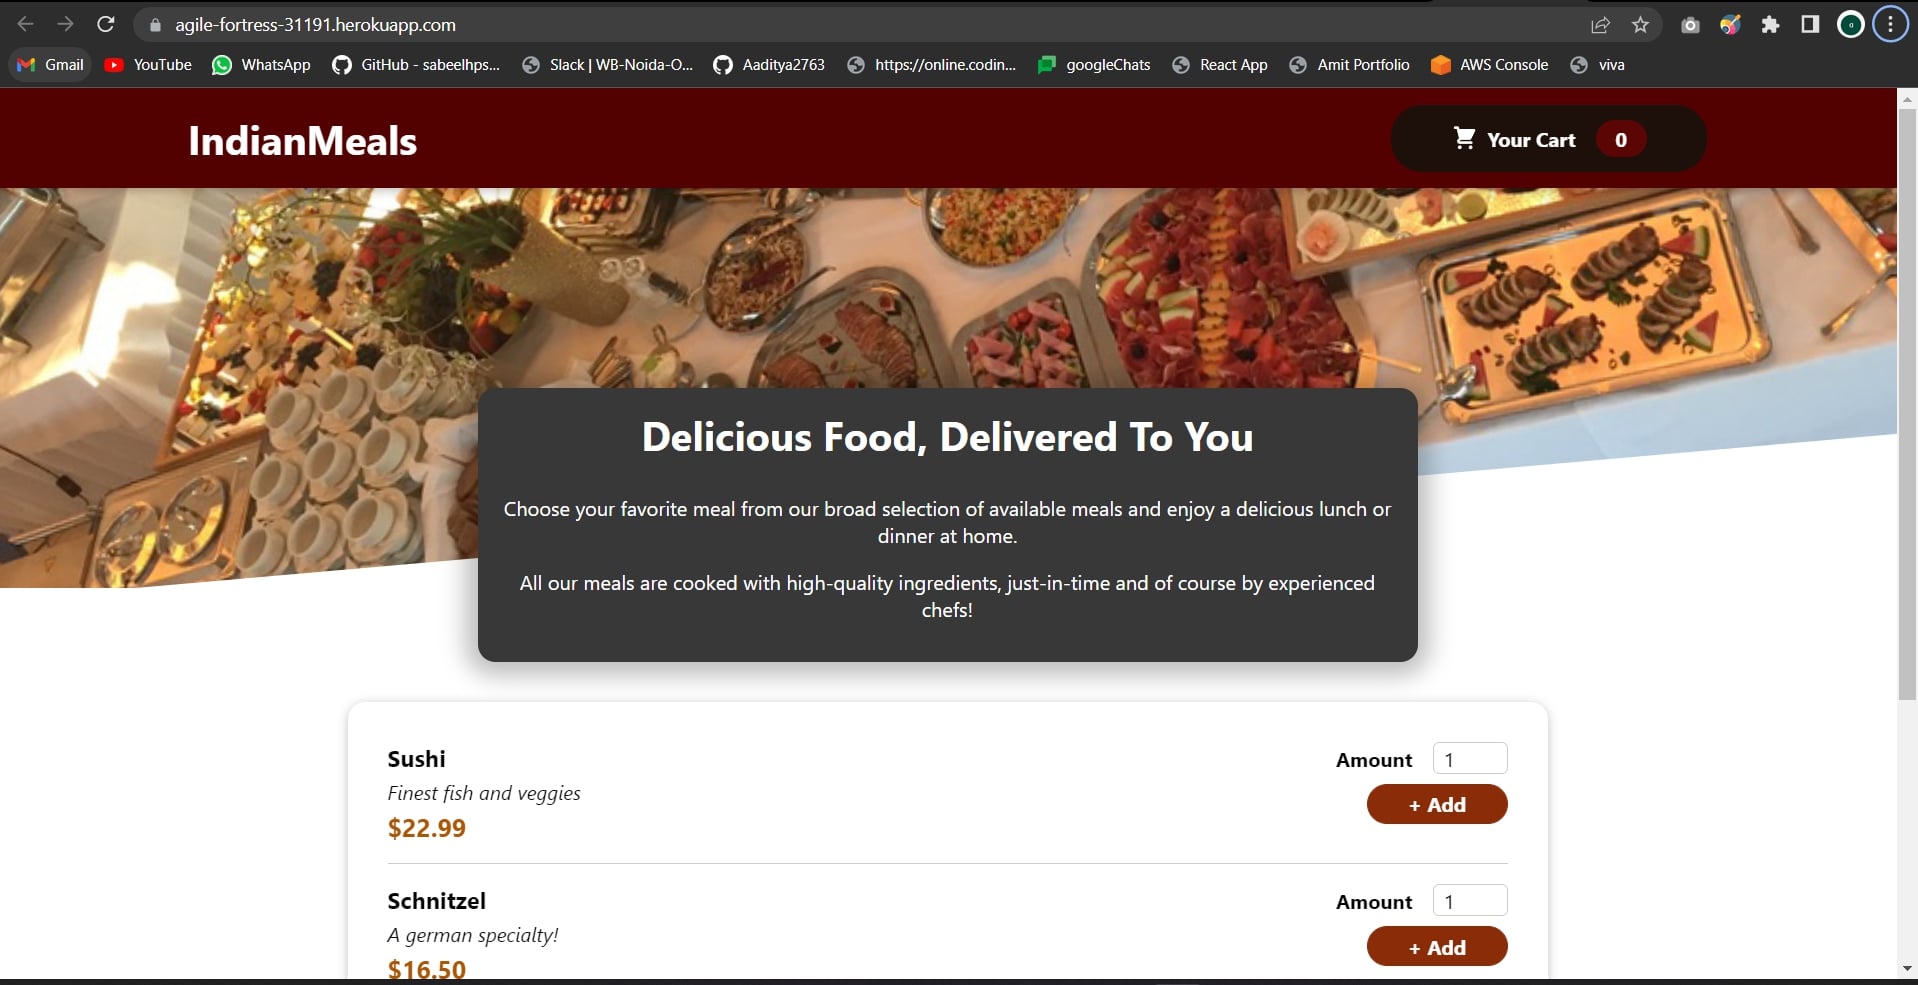 agile-fortress-31191.herokuapp.com
Gmail YouTube WhatsApp GitHub - sabeelhps... Slack | WB-Noida-O... Aaditya2763 https://online.codin... googleChats React App Amit Portfolio AWS Console viva
IndianMeals
Your Cart 0
Delicious Food, Delivered To You
Choose your favorite meal from our broad selection of available meals and enjoy a delicious lunch or
dinner at home.
All our meals are cooked with high-quality ingredients, just-in-time and of course by experienced
chefs!
Sushi
Amount 1
Finest fish and veggies
+ Add
$22.99
Schnitzel
Amount 1
A german specialty!
+ Add
$16.50